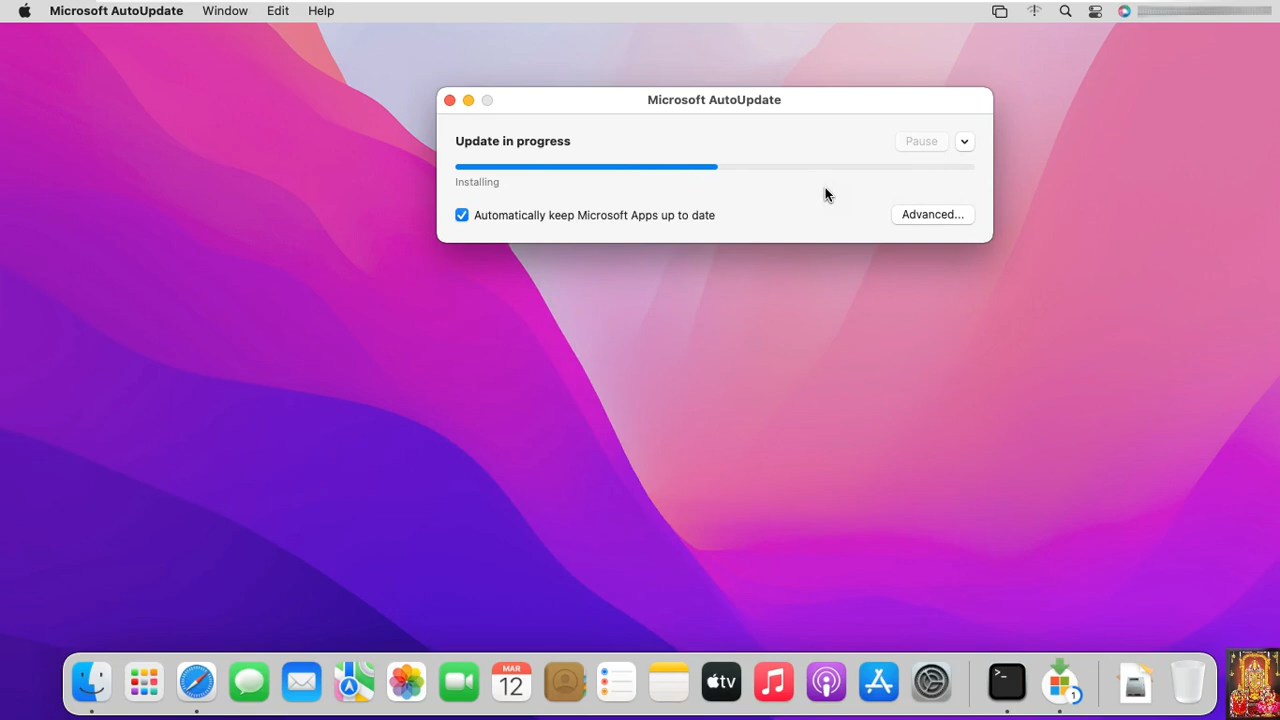 Microsoft AutoUpdate Window Edit Help
Microsoft AutoUpdate
Update in progress
Pause
Installing
Automatically keep Microsoft Apps up to date
Advanced...
MAR
12
tv
>_
1